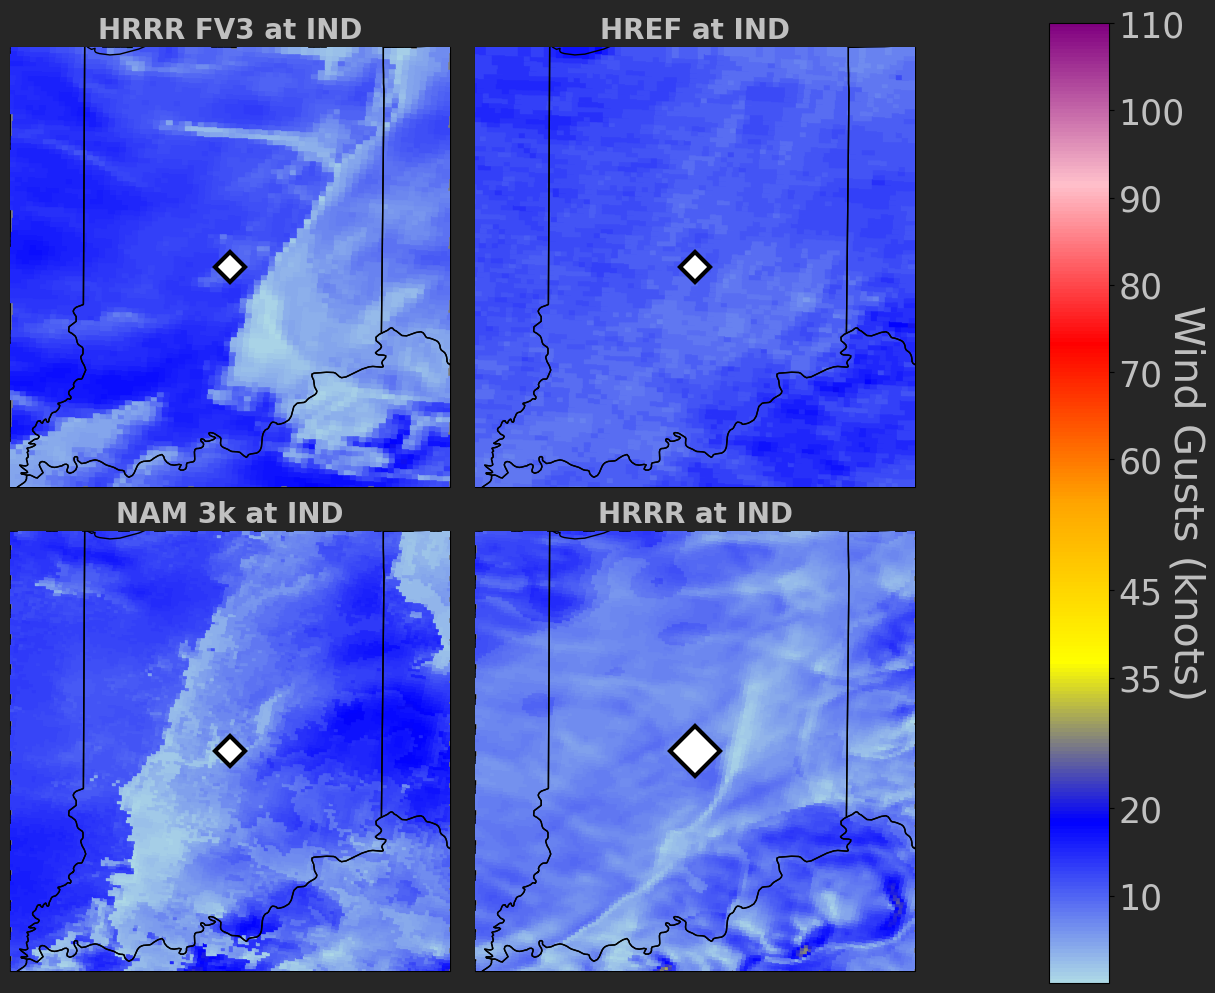 HRRR FV3 at IND
HREF at IND
NAM 3k at IND
HRRR at IND
110
100
90
80
70
60
45
35
20
10
Wind Gusts (knots)